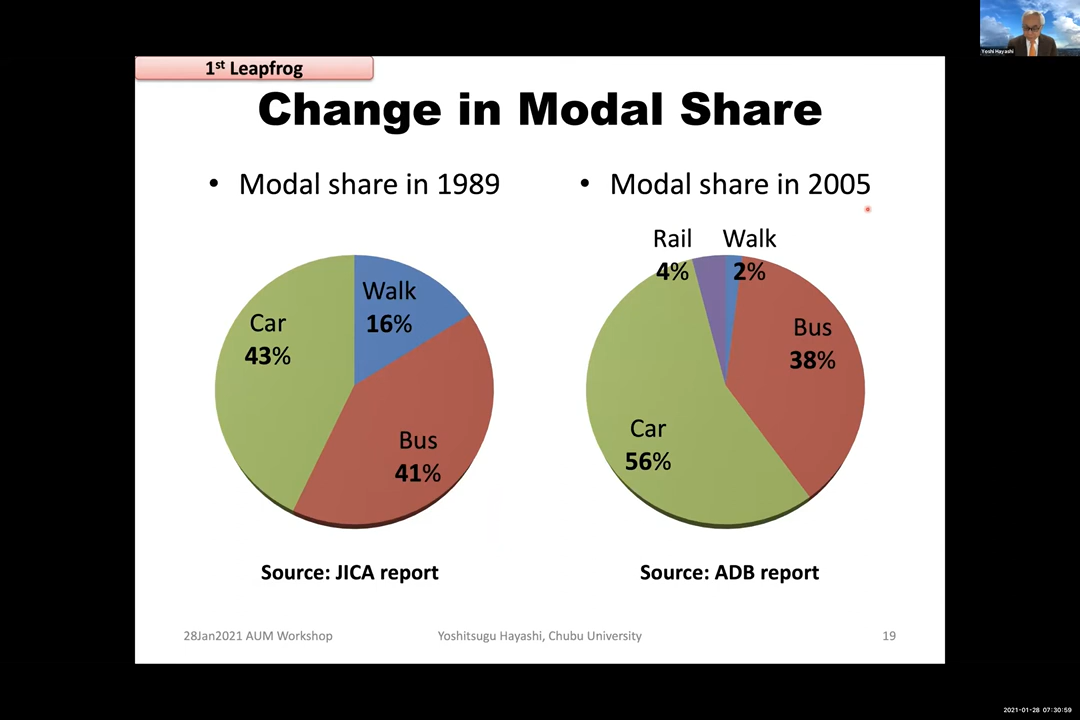 Yoshi Hayashi
1st Leapfrog
Change in Modal Share
• Modal share in 1989
• Modal share in 2005
Walk
16%
Bus
41%
Car
43%
Rail
4%
Walk
2%
Bus
38%
Car
56%
Source: JICA report
Source: ADB report
28Jan2021 AUM Workshop
Yoshitsugu Hayashi, Chubu University
19
2021-01-28 07:30:59